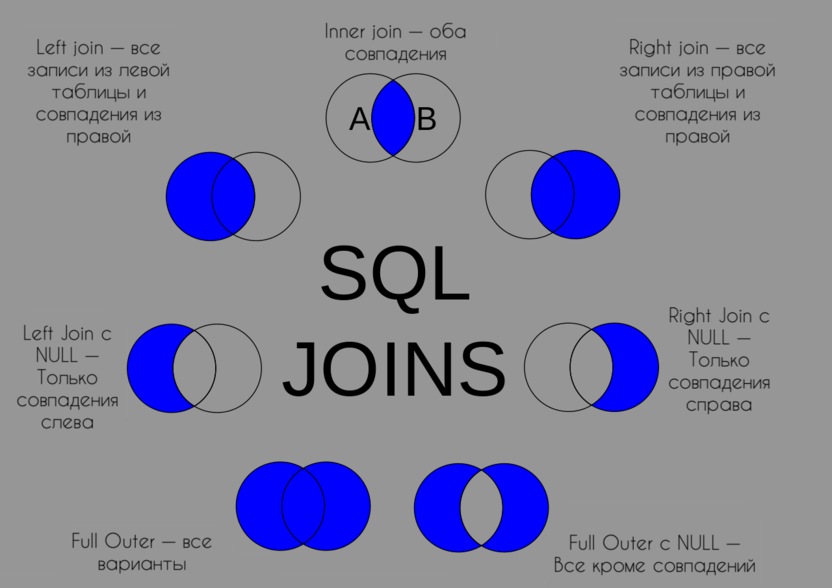 Inner join — оба
совпадения
Left join — все
записи из левой
таблицы и
совпадения из
правой
A B
Right join — все
записи из правой
таблицы и
совпадения из
правой
SQL
JOINS
Left Join с
NULL —
Только
совпадения
слева
Right Join с
NULL —
Только
совпадения
справа
Full Outer — все
варианты
Full Outer с NULL —
Все кроме совпадений